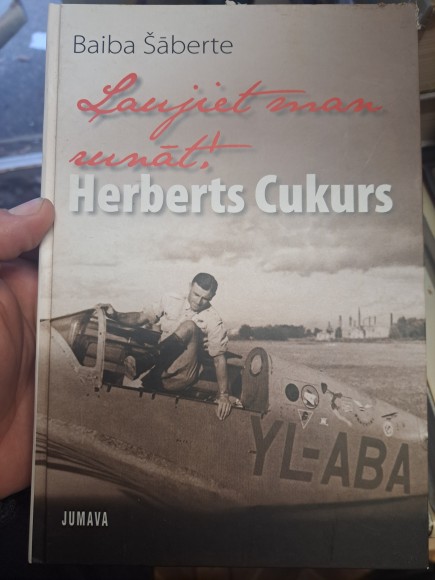 Baiba Šāberte
Laujiet man
runāt!
Herberts Cukurs
YL-ABA
JUMAVA